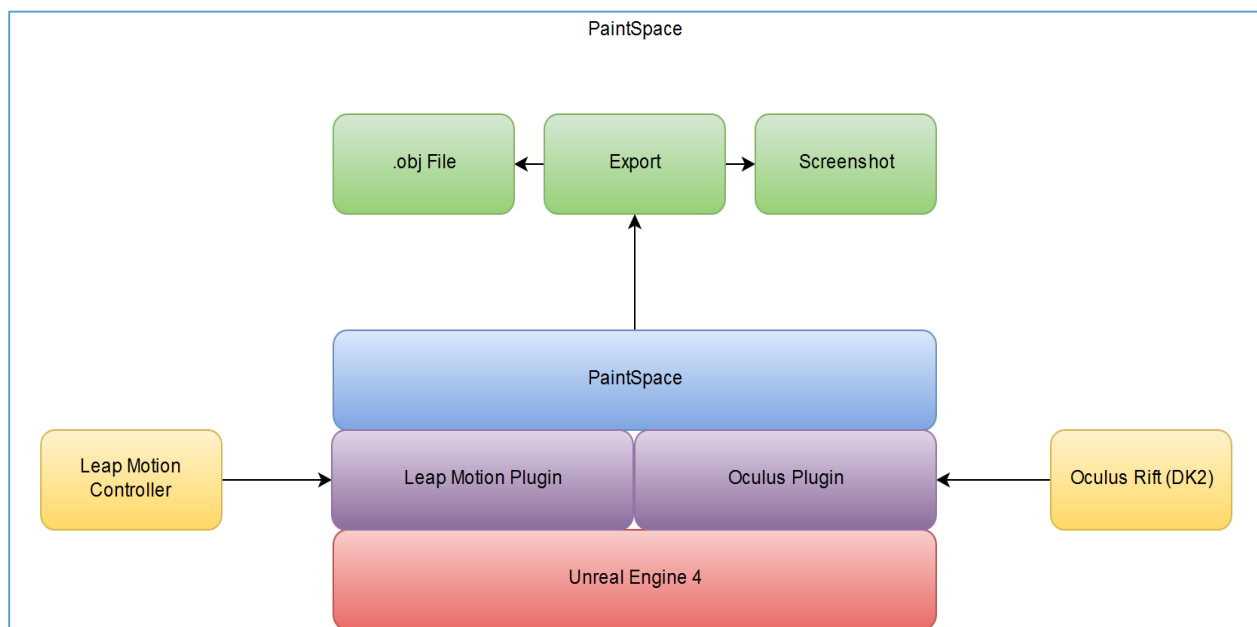 PaintSpace
.obj File
Export
Screenshot
PaintSpace
Leap Motion
Controller
Leap Motion Plugin
Oculus Plugin
Oculus Rift (DK2)
Unreal Engine 4